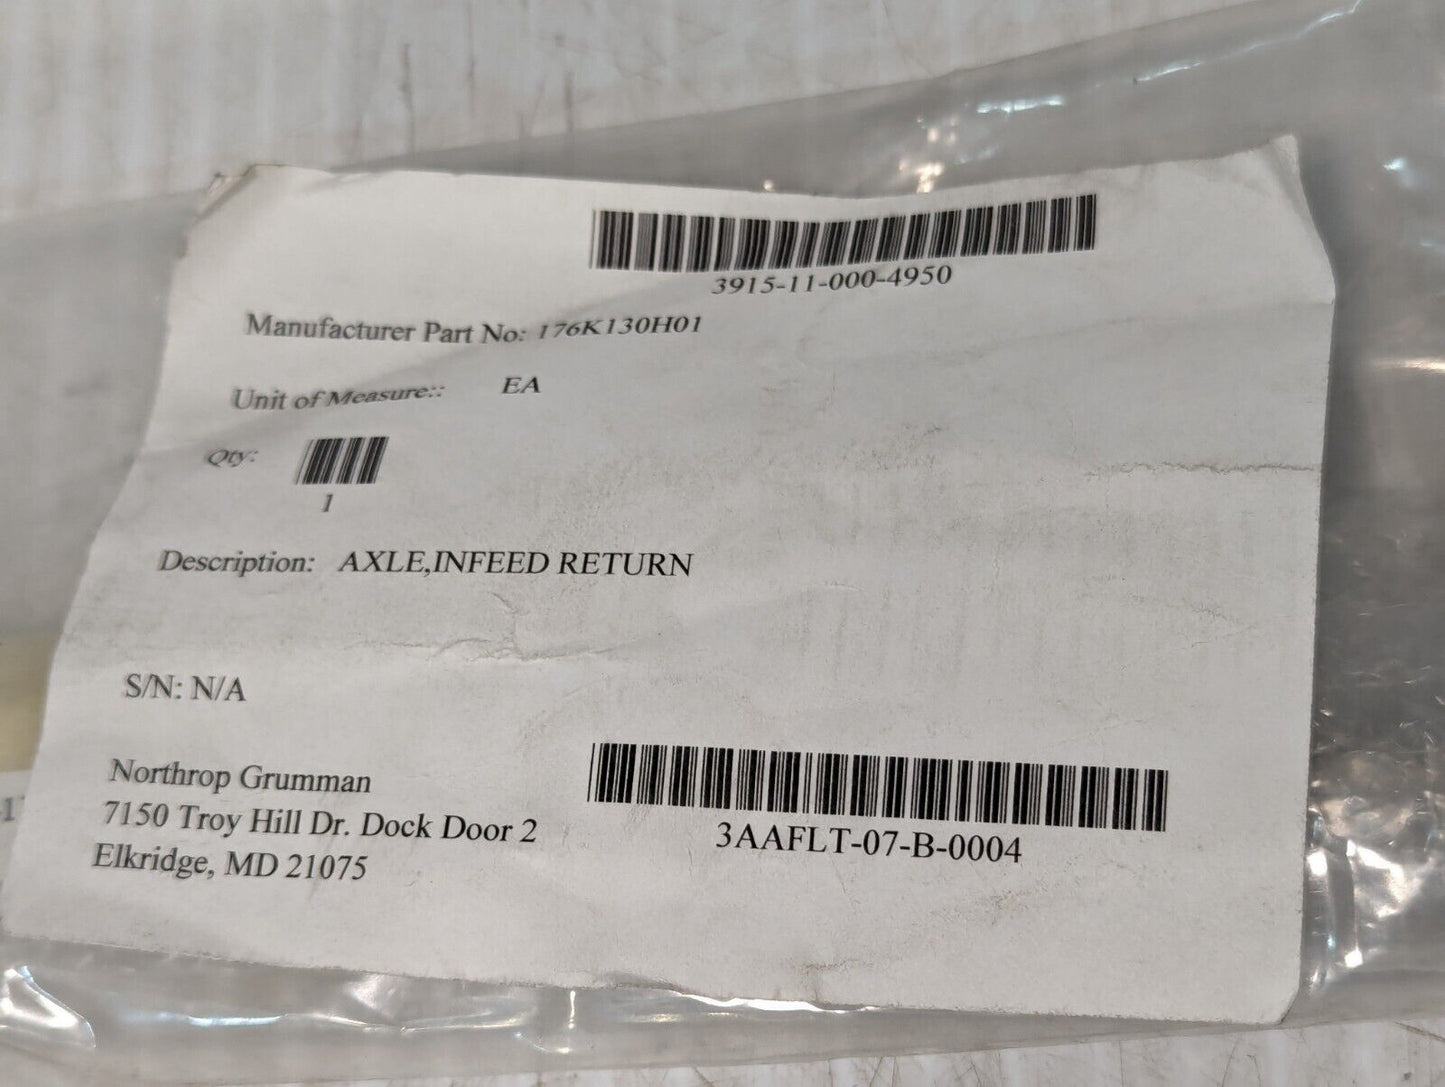 3915-11-000-4950
Manufacturer Part No: 176K130H01
Unit of Measure:: EA
Qty:
1
Description: AXLE,INFEED RETURN
S/N: N/A
Northrop Grumman
7150 Troy Hill Dr. Dock Door 2
Elkridge, MD 21075
3AAFLT-07-B-0004